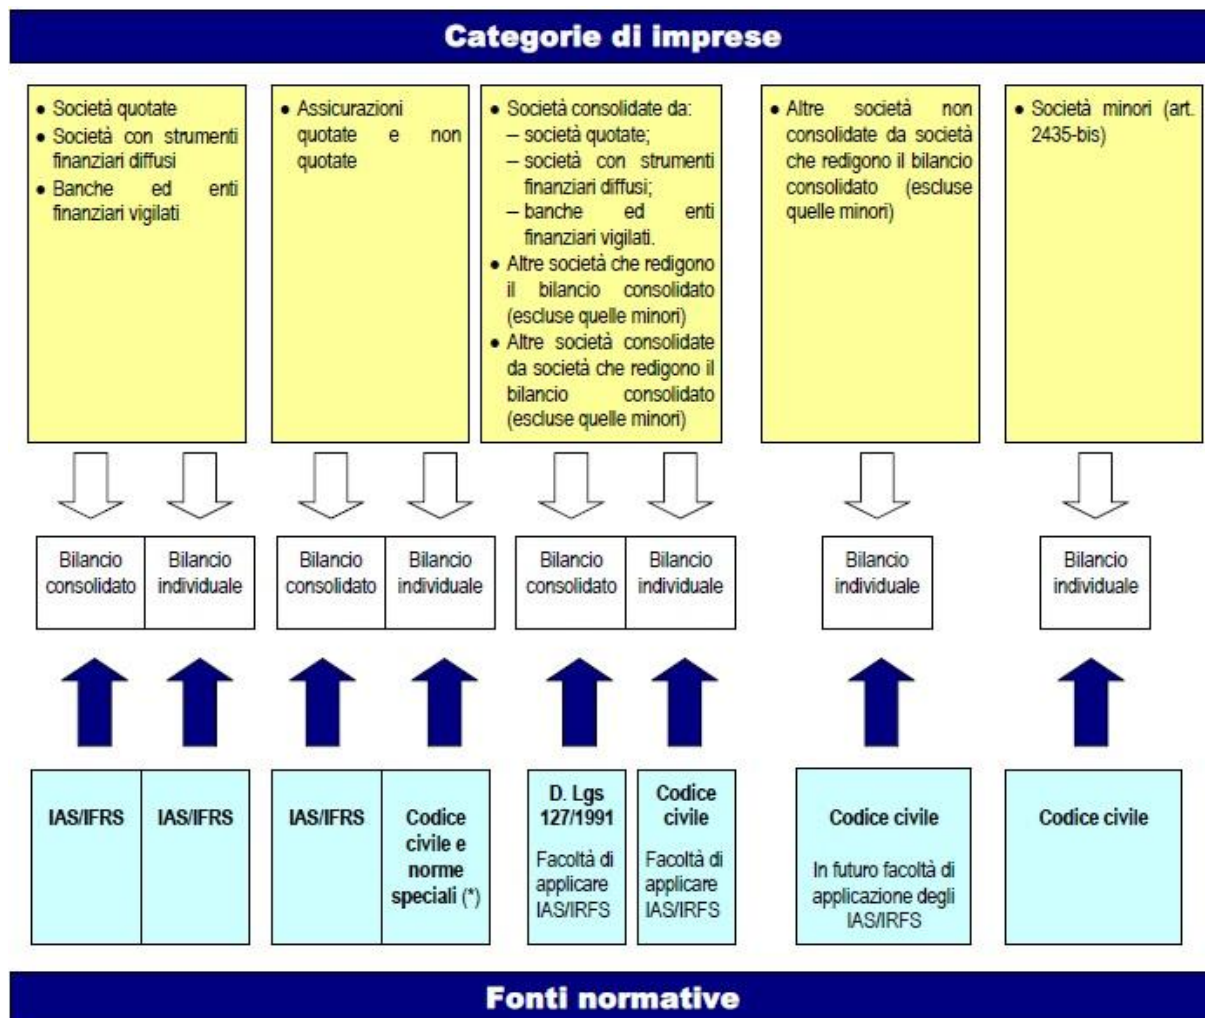 Categorie di imprese
● Società quotate
● Società con strumenti
finanziari diffusi
● Banche ed enti
finanziari vigilati
● Assicurazioni
quotate e non
quotate
● Società consolidate da:
– società quotate;
– società con strumenti
finanziari diffusi;
– banche ed enti
finanziari vigilati.
● Altre società che redigono
il bilancio consolidato
(escluse quelle minori)
● Altre società consolidate
da società che redigono il
bilancio consolidato
(escluse quelle minori)
● Altre società non
consolidate da società
che redigono il bilancio
consolidato (escluse
quelle minori)
● Società minori (art.
2435-bis)
Bilancio
consolidato
Bilancio
individuale
Bilancio
consolidato
Bilancio
individuale
Bilancio
consolidato
Bilancio
individuale
Bilancio
individuale
Bilancio
individuale
IAS/IFRS
IAS/IFRS
IAS/IFRS
Codice
civile e
norme
speciali (*)
D. Lgs
127/1991
Facoltà di
applicare
IAS/IRFS
Codice
civile
Facoltà di
applicare
IAS/IRFS
Codice civile
In futuro facoltà di
applicazione degli
IAS/IRFS
Codice civile
Fonti normative